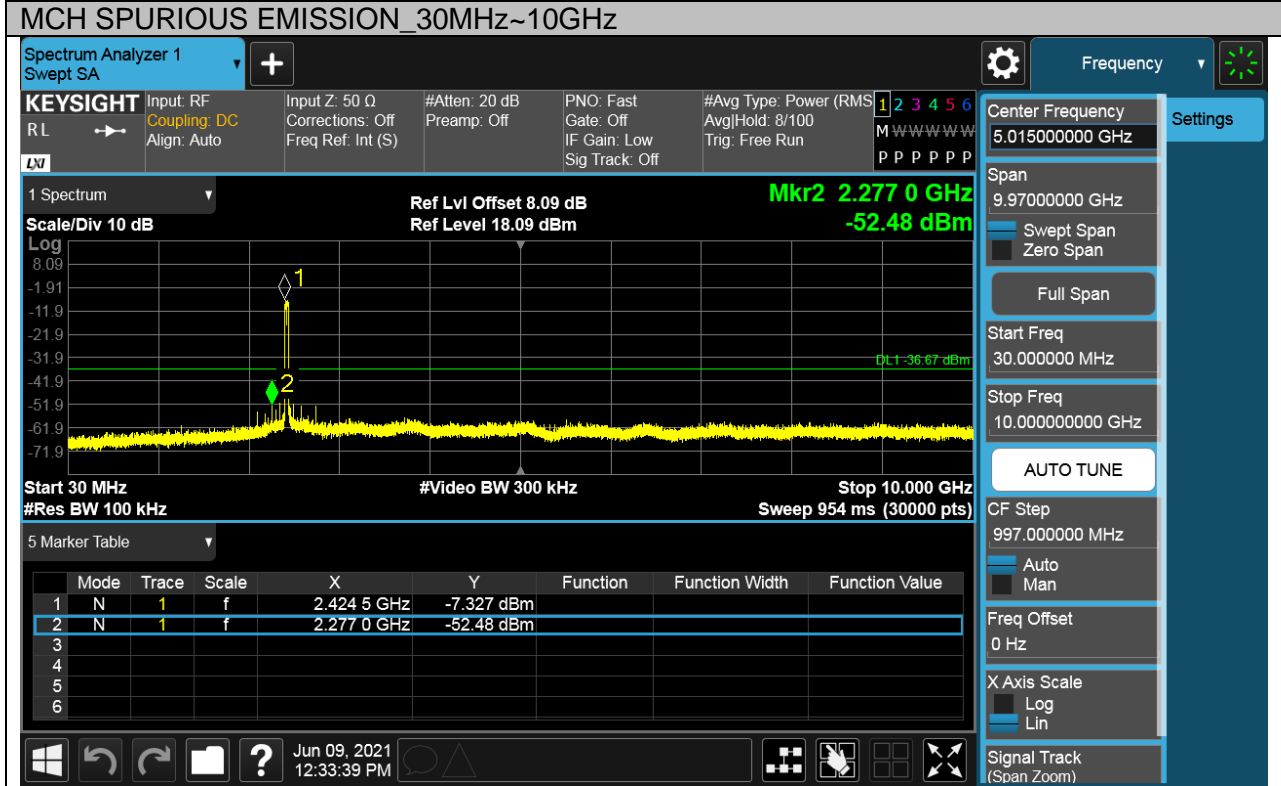 MCH SPURIOUS EMISSION_30MHz~10GHz
Spectrum Analyzer 1
Swept SA
Frequency
KEYSIGHT
RL
LXI
Input: RF
Coupling: DC
Align: Auto
Input Z: 50 Ω
Corrections: Off
Freq Ref: Int (S)
#Atten: 20 dB
Preamp: Off
PNO: Fast
Gate: Off
IF Gain: Low
Sig Track: Off
#Avg Type: Power (RMS
Avg|Hold: 8/100
Trig: Free Run
1 2 3 4 5 6
M W W W W W
P P P P P P
Center Frequency
5.015000000 GHz
Settings
Span
9.97000000 GHz
Swept Span
Zero Span
Full Span
Start Freq
30.000000 MHz
Stop Freq
10.000000000 GHz
AUTO TUNE
CF Step
997.000000 MHz
Auto
Man
Freq Offset
0 Hz
X Axis Scale
Log
Lin
Signal Track
(Span Zoom)
1 Spectrum
Scale/Div 10 dB
Ref Lvl Offset 8.09 dB
Ref Level 18.09 dBm
Mkr2 2.277 0 GHz
-52.48 dBm
Log
8.09
-1.91
-11.9
-21.9
-31.9
-41.9
-51.9
-61.9
-71.9
1
2
DL1 -36.67 dBm
Start 30 MHz
#Res BW 100 kHz
#Video BW 300 kHz
Stop 10.000 GHz
Sweep 954 ms (30000 pts)
5 Marker Table
Mode Trace Scale X Y Function Function Width Function Value
1 N 1 f 2.424 5 GHz -7.327 dBm
2 N 1 f 2.277 0 GHz -52.48 dBm
3
4
5
6
?
Jun 09, 2021
12:33:39 PM